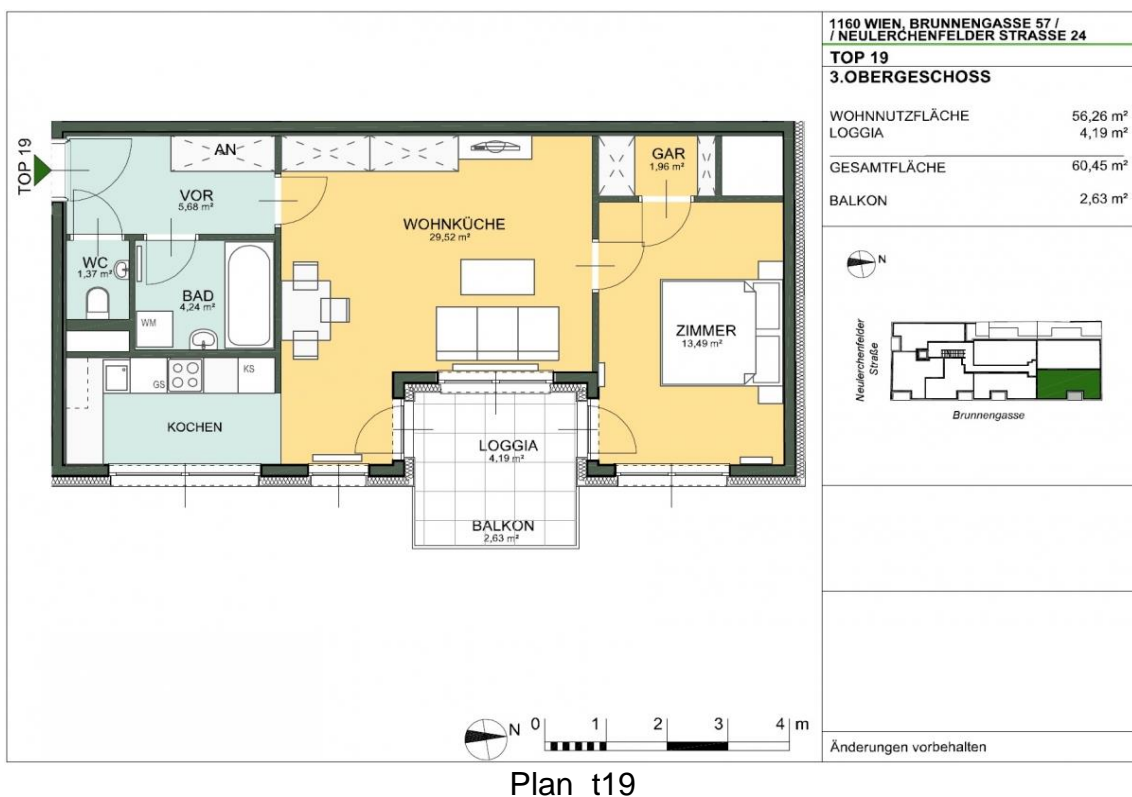 1160 WIEN, BRUNNENGASSE 57 /
/ NEULERCHENFELDER STRASSE 24
TOP 19
3.OBERGESCHOSS
WOHNNUTZFLÄCHE 56,26 m²
LOGGIA 4,19 m²
GESAMTFLÄCHE 60,45 m²
BALKON 2,63 m²
N
Neulerchenfelder
Straße
Brunnengasse
Änderungen vorbehalten
TOP 19
AN
VOR
5,68 m²
WC
1,37 m²
BAD
4,24 m²
WM
GS
KS
KOCHEN
WOHNKÜCHE
29,52 m²
GAR
1,96 m²
ZIMMER
13,49 m²
LOGGIA
4,19 m²
BALKON
2,63 m²
N
0 1 2 3 4 m
Plan_t19